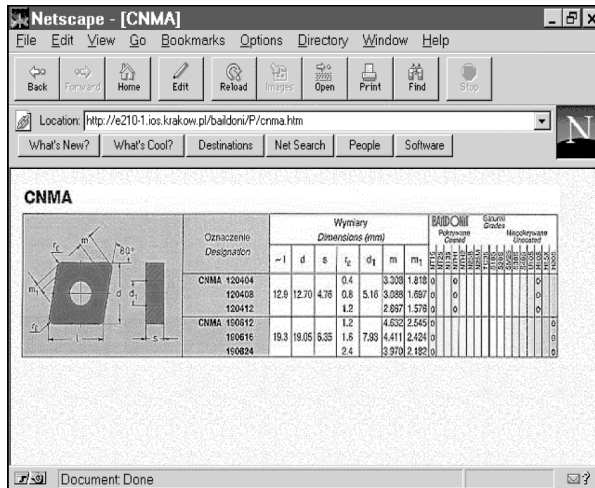 Netscape - [CNMA]
File Edit View Go Bookmarks Options Directory Window Help
Back Forward Home Edit Reload Images Open Print Find Stop
Location: http://e210-1.ios.krakow.pl/baildoni/P/cnma.htm
What's New? What's Cool? Destinations Net Search People Software
N
CNMA
Oznaczenie
Designation
Wymiary
Dimensions (mm)
~l d s rε d1 m m1
BAILDONIT
Gatunki
Grades
Pokrywane
Coated
Niepokrywane
Uncoated
80°
CNMA 120404 0.4 3.308 1.818
120408 12.9 12.70 4.76 0.8 5.16 3.088 1.697
120412 1.2 2.867 1.576
CNMA 190612 1.2 4.632 2.545
190616 19.3 19.05 6.35 1.6 7.93 4.411 2.424
190624 2.4 3.970 2.182
Document: Done